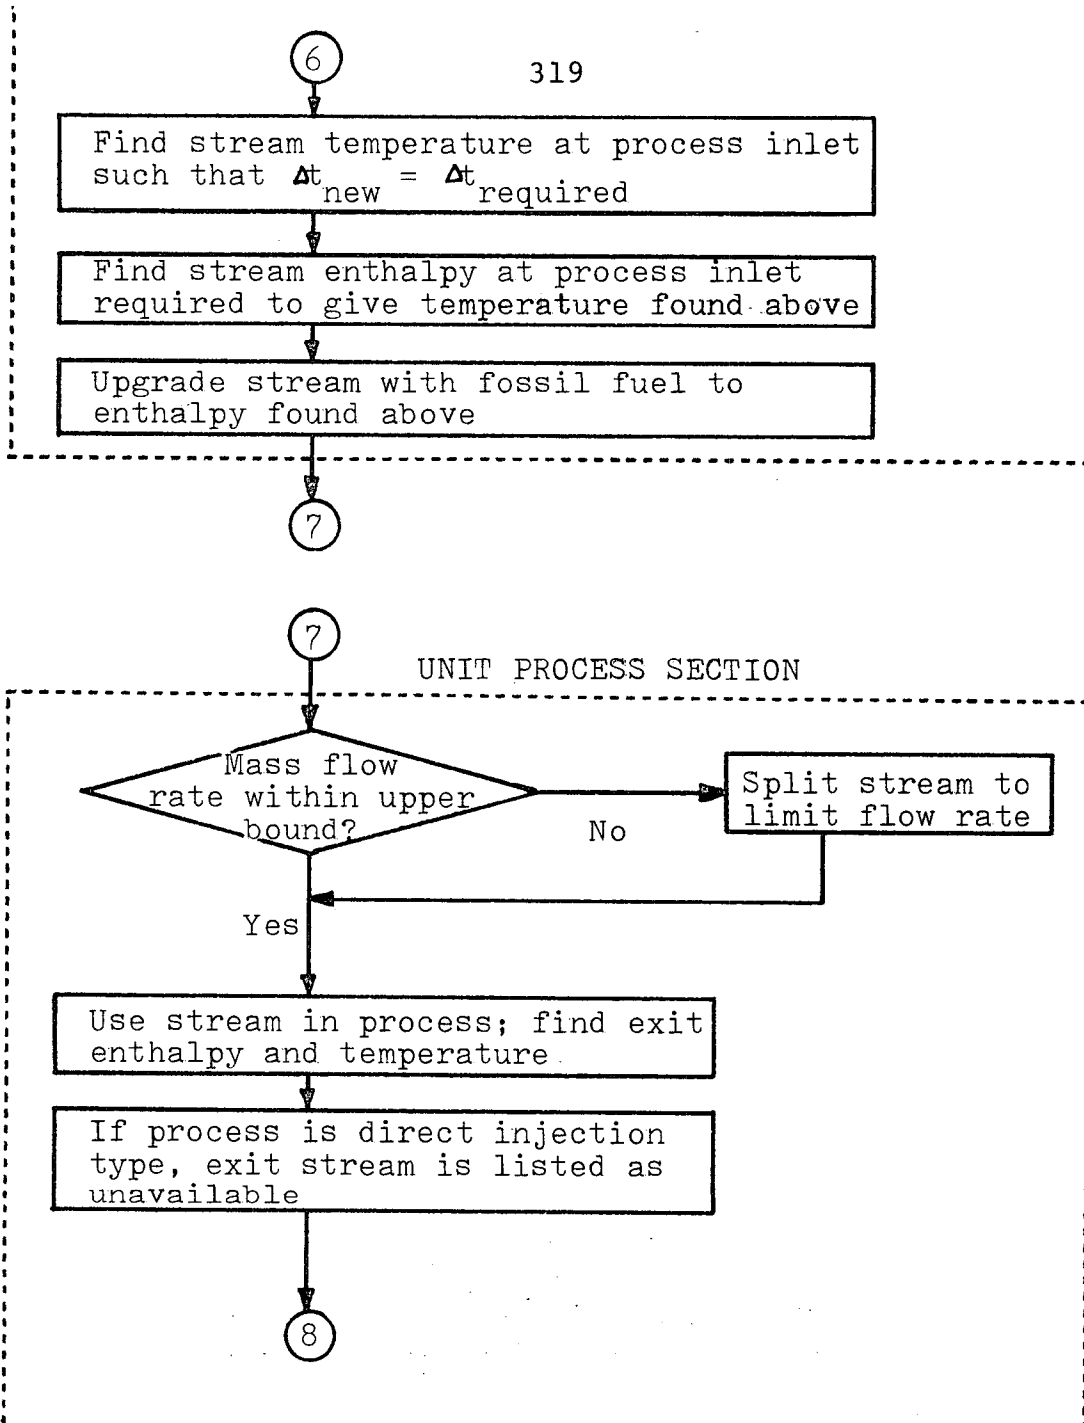 6
319
Find stream temperature at process inlet
such that Δt_new = Δt_required
Find stream enthalpy at process inlet
required to give temperature found above
Upgrade stream with fossil fuel to
enthalpy found above
7
7
UNIT PROCESS SECTION
Mass flow
rate within upper
bound?
No
Split stream to
limit flow rate
Yes
Use stream in process; find exit
enthalpy and temperature
If process is direct injection
type, exit stream is listed as
unavailable
8